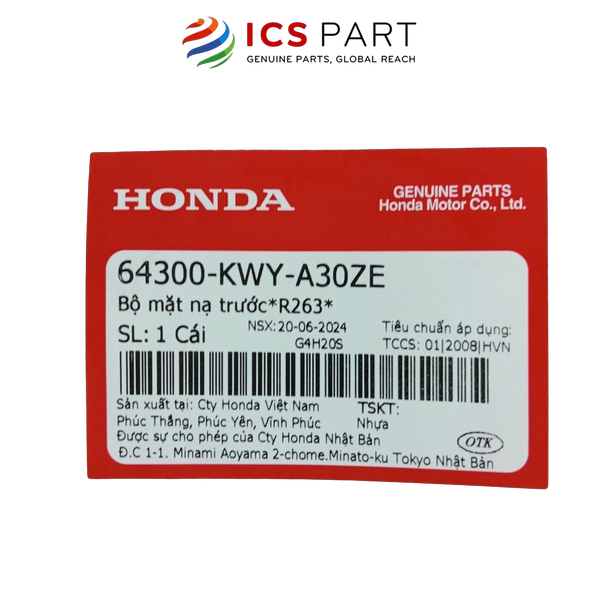 ICS PART
GENUINE PARTS, GLOBAL REACH
HONDA
GENUINE PARTS
Honda Motor Co., Ltd.
64300-KWY-A30ZE
Bộ mặt nạ trước*R263*
SL: 1 Cái
NSX: 20-06-2024
G4H20S
Tiêu chuẩn áp dụng:
TCCS: 01|2008|HVN
Sản xuất tại: Cty Honda Việt Nam
TSKT:
Phúc Thắng, Phúc Yên, Vĩnh Phúc
Nhựa
Được sự cho phép của Cty Honda Nhật Bản
OTK
Đ.C 1-1. Minami Aoyama 2-chome.Minato-ku Tokyo Nhật Bản